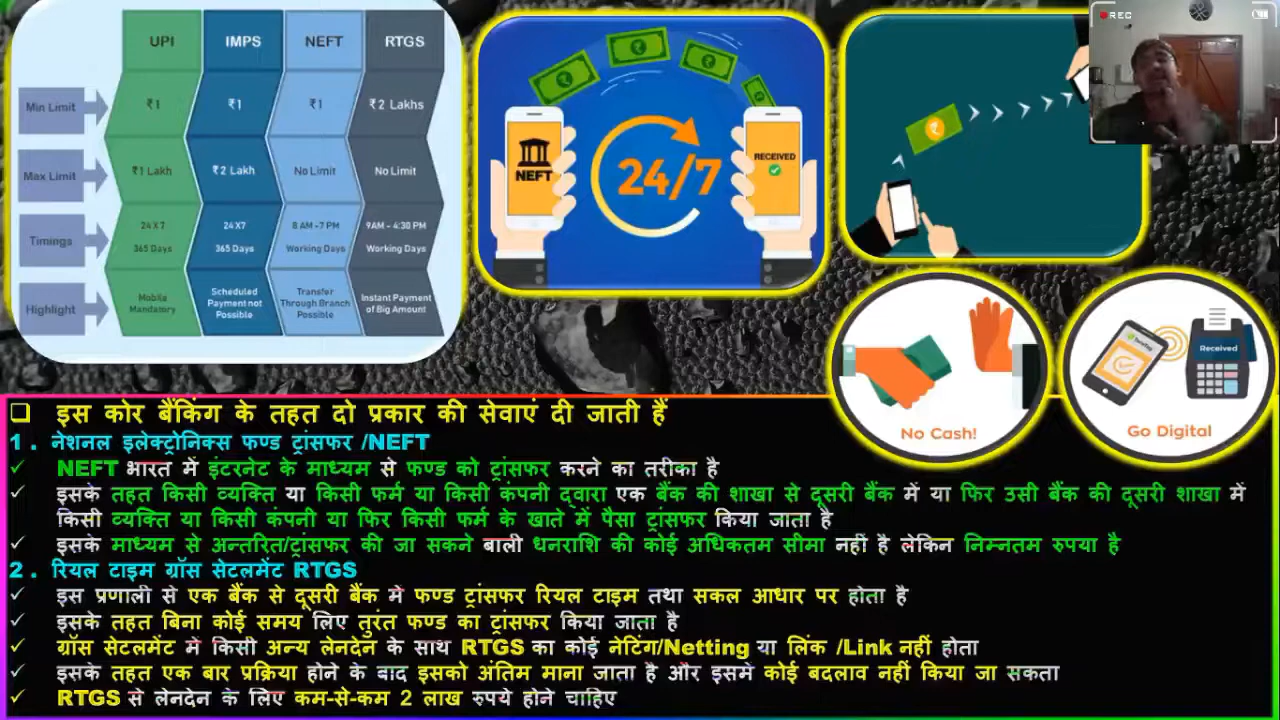 UPI IMPS NEFT RTGS
Min Limit ₹1 ₹1 ₹1 ₹2 Lakhs
Max Limit ₹1 Lakh ₹2 Lakh No Limit No Limit
Timings 24X7 365 Days 24X7 365 Days 8 AM -7 PM Working Days 9AM - 4:30 PM Working Days
Highlight Mobile Mandatory Scheduled Payment not Possible Transfer Through Branch Possible Instant Payment of Big Amount
NEFT
24/7
RECEIVED
REC
No Cash!
Received
Go Digital
इस कोर बैंकिंग के तहत दो प्रकार की सेवाएं दी जाती हैं
1 . नेशनल इलेक्ट्रोनिक्स फण्ड ट्रांसफर /NEFT
NEFT भारत में इंटरनेट के माध्यम से फण्ड को ट्रांसफर करने का तरीका है
इसके तहत किसी व्यक्ति या किसी फर्म या किसी कंपनी द्वारा एक बैंक की शाखा से दूसरी बैंक में या फिर उसी बैंक की दूसरी शाखा में
किसी व्यक्ति या किसी कंपनी या फिर किसी फर्म के खाते में पैसा ट्रांसफर किया जाता है
इसके माध्यम से अन्तरित/ट्रांसफर की जा सकने बाली धनराशि की कोई अधिकतम सीमा नहीं है लेकिन निम्नतम रुपया है
2 . रियल टाइम ग्रॉस सेटलमेंट RTGS
इस प्रणाली से एक बैंक से दूसरी बैंक में फण्ड ट्रांसफर रियल टाइम तथा सकल आधार पर होता है
इसके तहत बिना कोई समय लिए तुरंत फण्ड का ट्रांसफर किया जाता है
ग्रॉस सेटलमेंट में किसी अन्य लेनदेन के साथ RTGS का कोई नेटिंग/Netting या लिंक /Link नहीं होता
इसके तहत एक बार प्रक्रिया होने के बाद इसको अंतिम माना जाता है और इसमें कोई बदलाव नहीं किया जा सकता
RTGS से लेनदेन के लिए कम-से-कम 2 लाख रुपये होने चाहिए